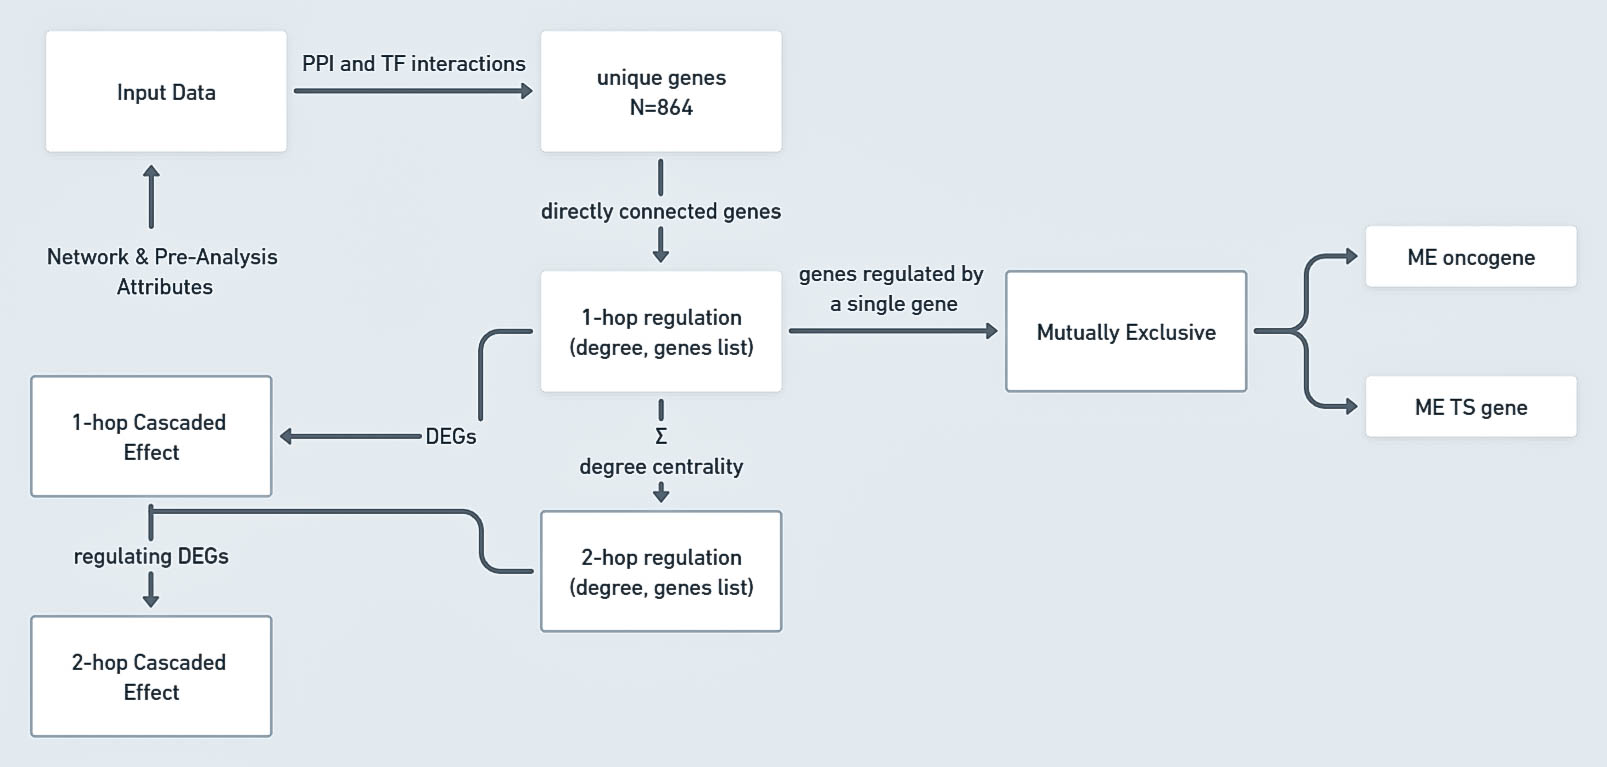 Input Data
PPI and TF interactions
unique genes
N=864
Network & Pre-Analysis
Attributes
directly connected genes
1-hop regulation
(degree, genes list)
genes regulated by
a single gene
Mutually Exclusive
ME oncogene
ME TS gene
DEGs
1-hop Cascaded
Effect
Σ
degree centrality
2-hop regulation
(degree, genes list)
regulating DEGs
2-hop Cascaded
Effect